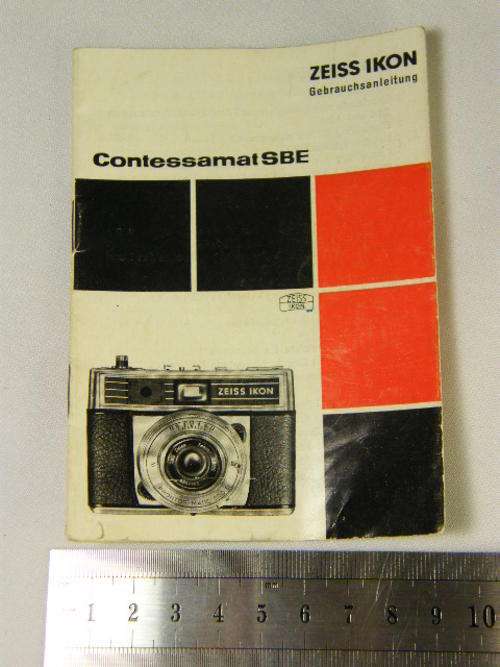 ZEISS IKON
Gebrauchsanleitung
Contessamat SBE
ZEISS
IKON
ZEISS IKON
mm
1 2 3 4 5 6 7 8 9 10